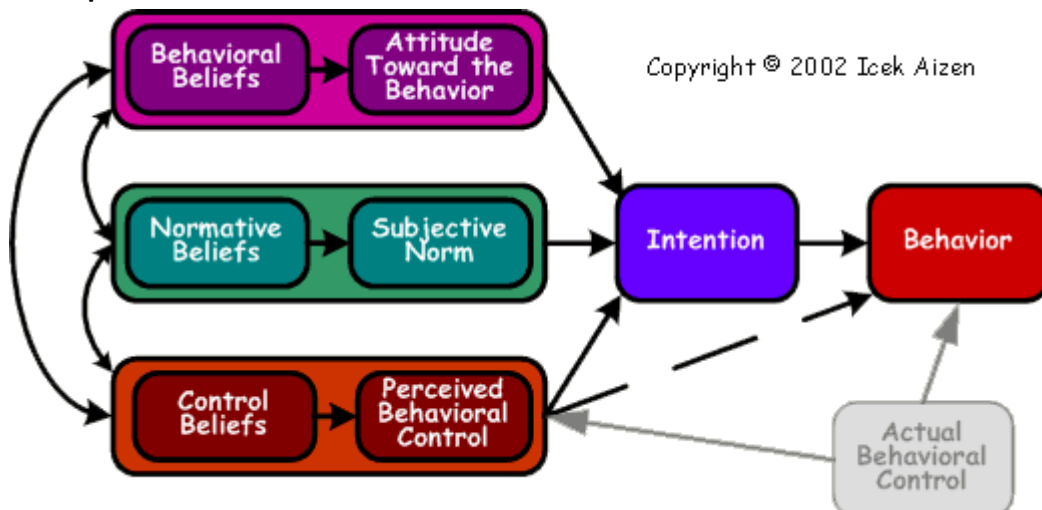 Behavioral
Beliefs
Attitude
Toward the
Behavior
Copyright © 2002 Icek Aizen
Normative
Beliefs
Subjective
Norm
Intention
Behavior
Control
Beliefs
Perceived
Behavioral
Control
Actual
Behavioral
Control